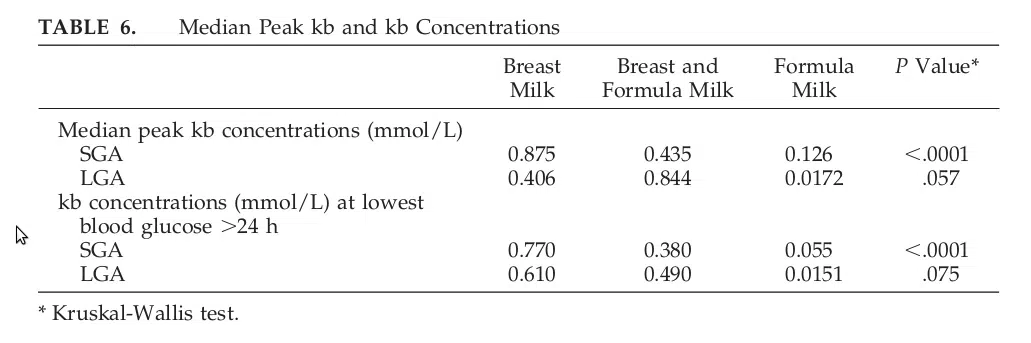 TABLE 6. Median Peak kb and kb Concentrations
Breast Milk Breast and Formula Milk Formula Milk P Value*
Median peak kb concentrations (mmol/L)
SGA 0.875 0.435 0.126 <.0001
LGA 0.406 0.844 0.0172 .057
kb concentrations (mmol/L) at lowest
blood glucose >24 h
SGA 0.770 0.380 0.055 <.0001
LGA 0.610 0.490 0.0151 .075
* Kruskal-Wallis test.